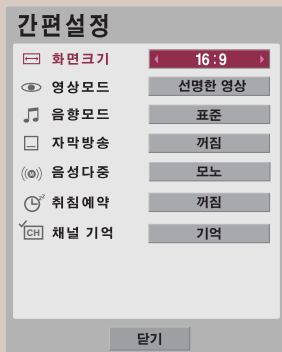 간편설정
화면크기 16:9
영상모드 선명한 영상
음향모드 표준
자막방송 꺼짐
음성다중 모노
취침예약 꺼짐
CH 채널 기억 기억
닫기